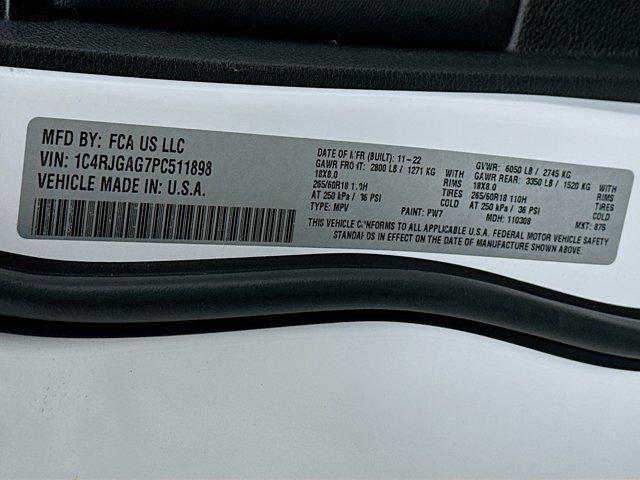 MFD BY: FCA US LLC
VIN: 1C4RJGAG7PC511898
VEHICLE MADE IN: U.S.A.
DATE OF MFR (BUILT): 11-22 GVWR: 6050 LB / 2745 KG
GAWR FRONT: 2800 LB / 1271 KG WITH GAWR REAR: 3350 LB / 1520 KG WITH
18X8.0 RIMS 18X8.0 RIMS
265/60R18 110H TIRES 265/60R18 110H TIRES
AT 250 kPa / 36 PSI COLD AT 250 kPa / 36 PSI COLD
TYPE: MPV PAINT: PW7 MDH: 110308 MKT: 875
THIS VEHICLE CONFORMS TO ALL APPLICABLE U.S.A. FEDERAL MOTOR VEHICLE SAFETY
STANDARDS IN EFFECT ON THE DATE OF MANUFACTURE SHOWN ABOVE.